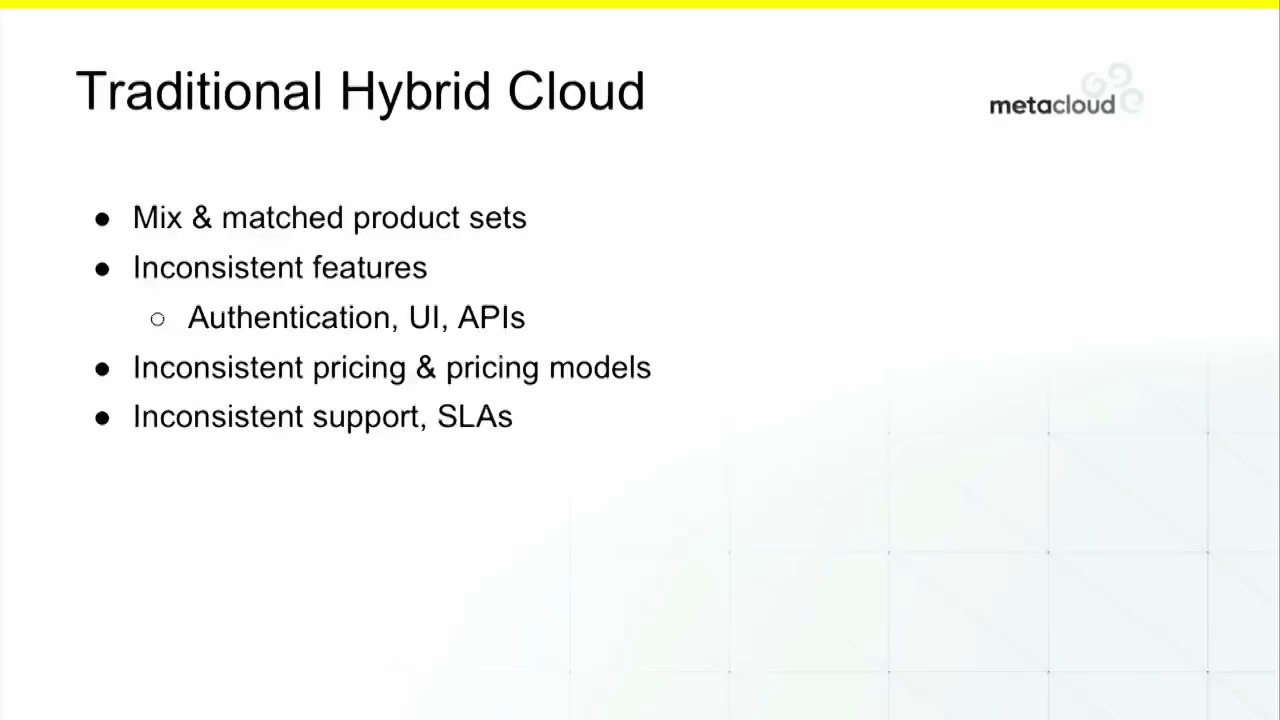 Traditional Hybrid Cloud
metacloud
● Mix & matched product sets
● Inconsistent features
○ Authentication, UI, APIs
● Inconsistent pricing & pricing models
● Inconsistent support, SLAs